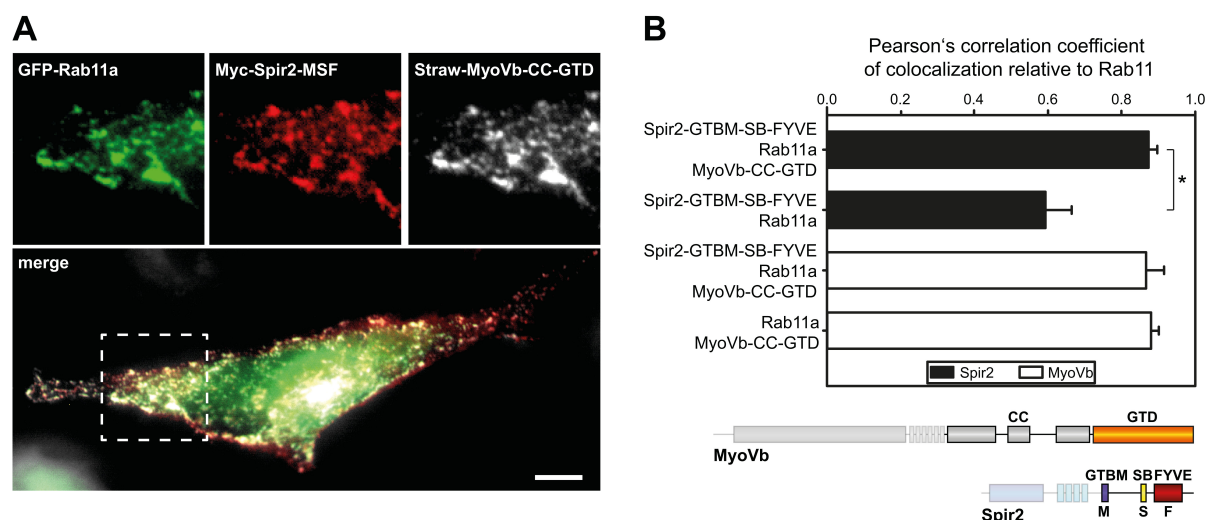 A
GFP-Rab11a
Myc-Spir2-MSF
Straw-MyoVb-CC-GTD
merge
B
Pearson‘s correlation coefficient
of colocalization relative to Rab11
0.0 0.2 0.4 0.6 0.8 1.0
Spir2-GTBM-SB-FYVE
Rab11a
MyoVb-CC-GTD
Spir2-GTBM-SB-FYVE
Rab11a
Spir2-GTBM-SB-FYVE
Rab11a
MyoVb-CC-GTD
Rab11a
MyoVb-CC-GTD
*
Spir2 MyoVb
CC GTD
MyoVb
GTBM SB FYVE
M S F
Spir2